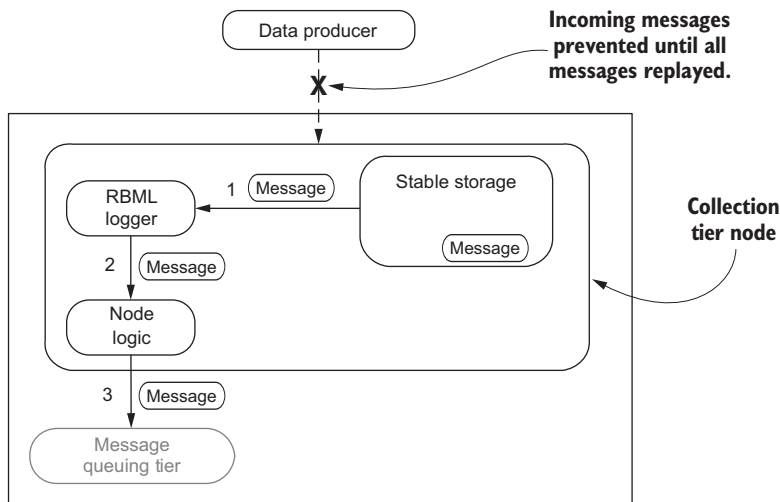 Data producer
Incoming messages
prevented until all
messages replayed.
X
RBML
logger
1
Message
Stable storage
Message
Collection
tier node
2
Message
Node
logic
3
Message
Message
queuing tier